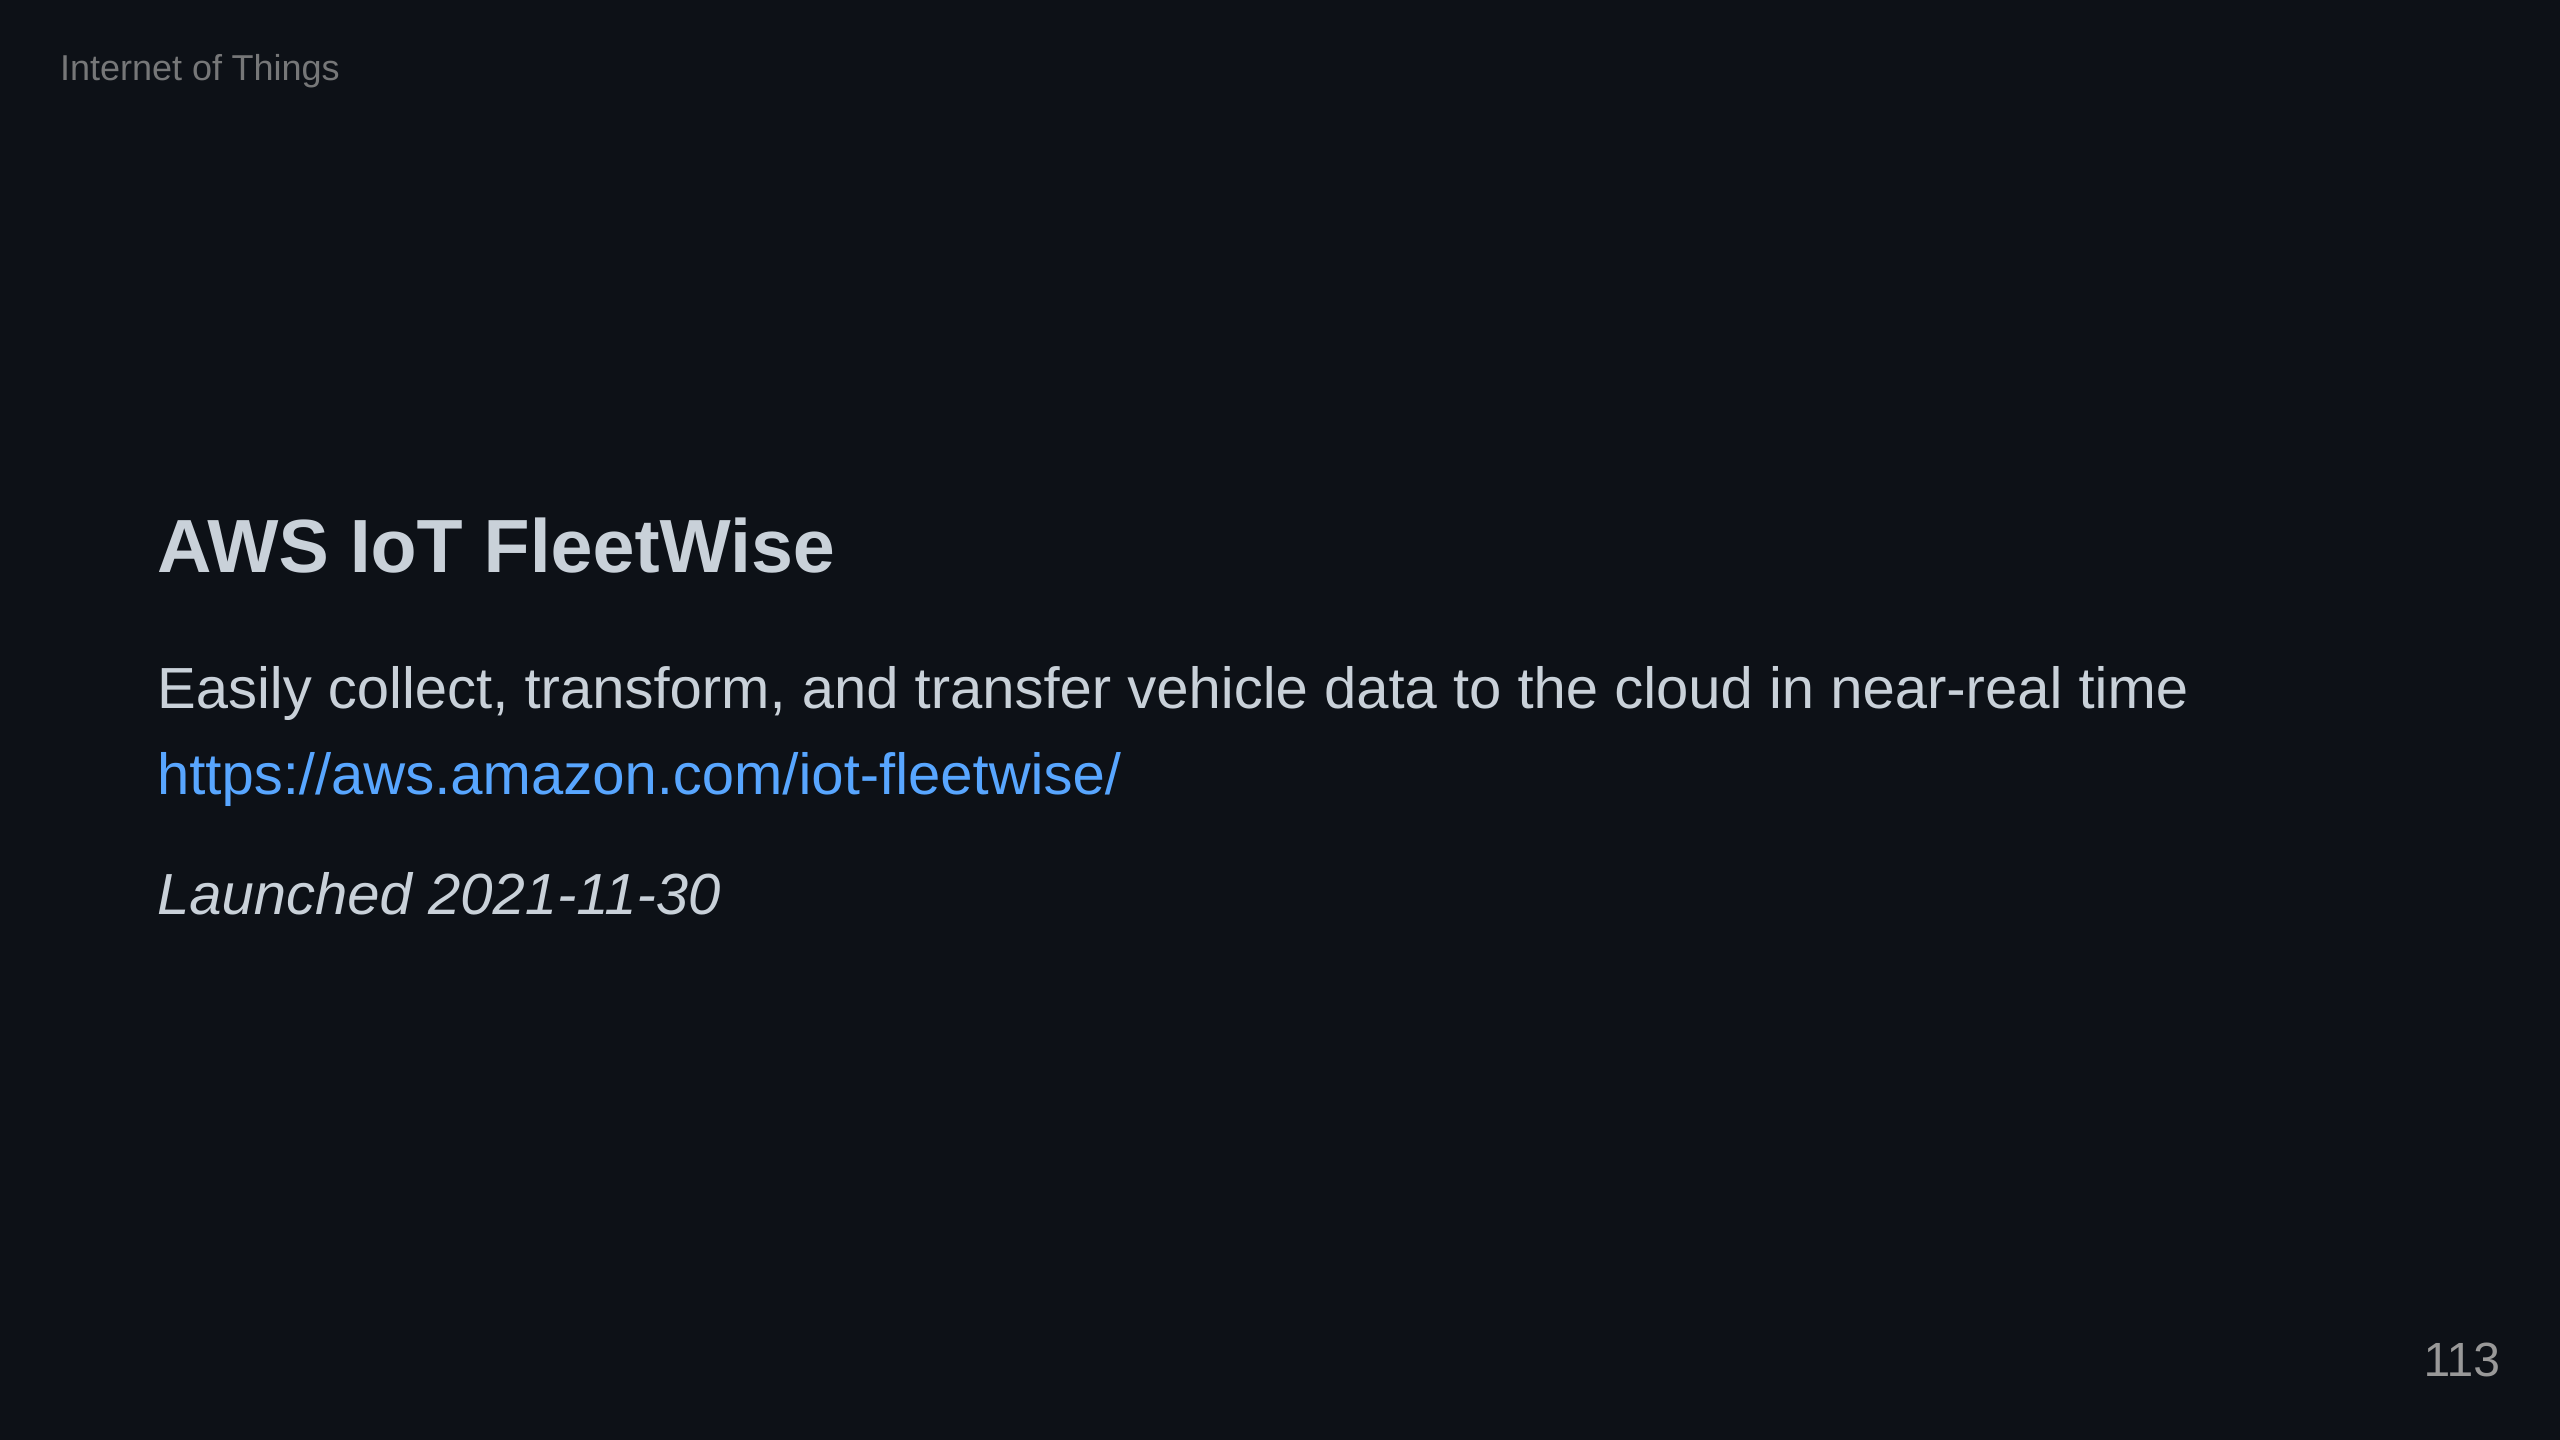 Internet of Things
AWS IoT FleetWise
Easily collect, transform, and transfer vehicle data to the cloud in near-real time
https://aws.amazon.com/iot-fleetwise/
Launched 2021-11-30
113